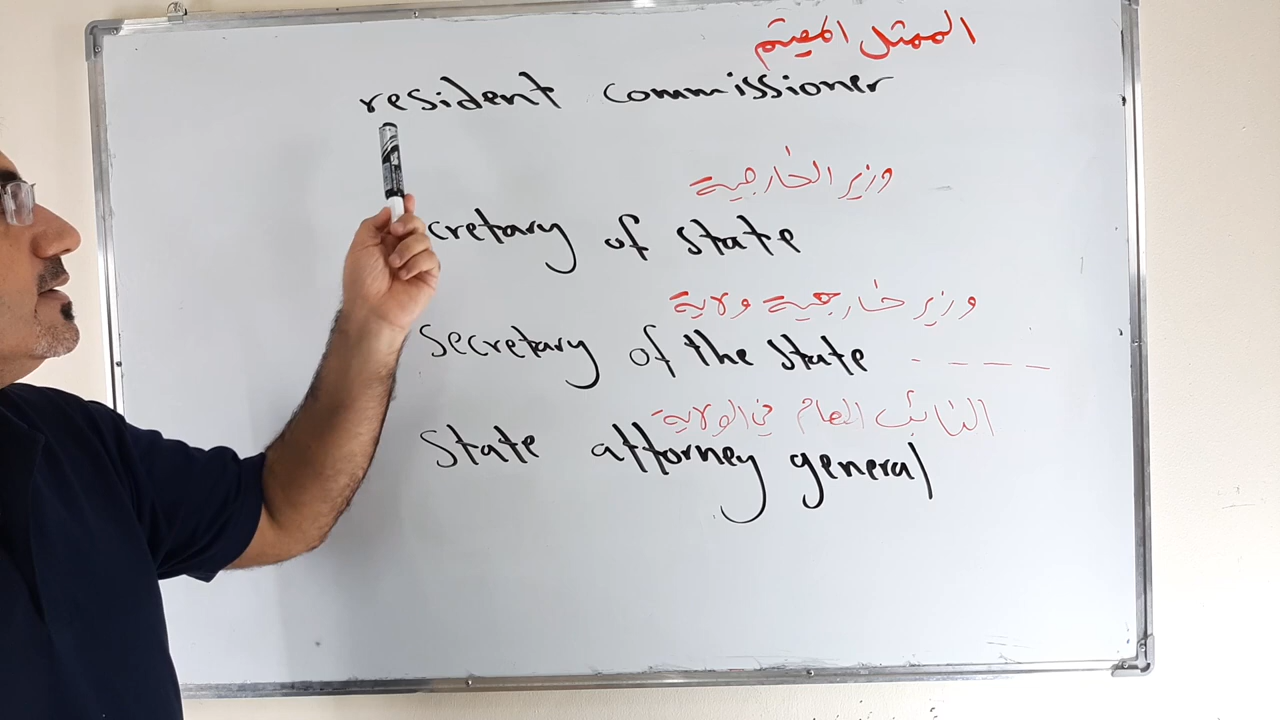 الممثل المقيم
resident commissioner
وزير الخارجية
cretary of state
وزير خارجية ولاية
Secretary of the state ----
النائب العام في الولاية
State attorney general